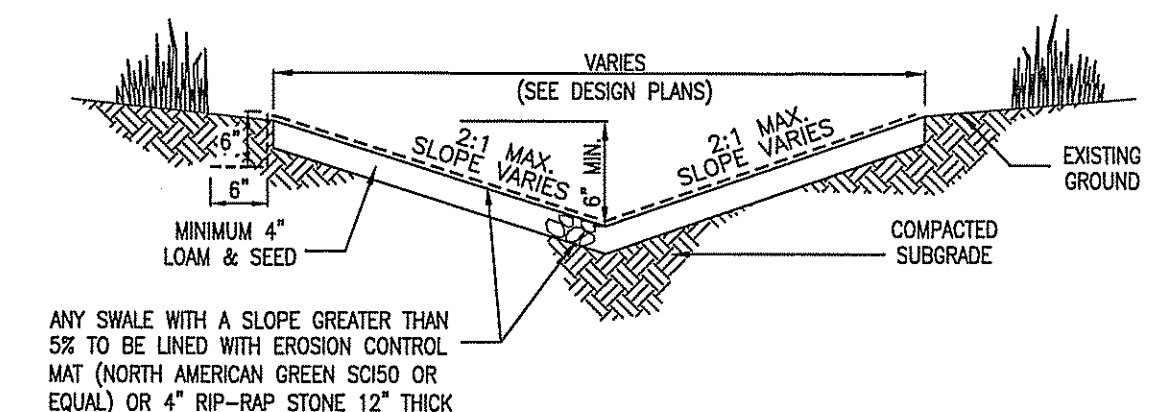 VARIES
(SEE DESIGN PLANS)
2:1 MAX.
SLOPE VARIES
6" MIN.
2:1 MAX.
SLOPE VARIES
6"
6"
EXISTING
GROUND
MINIMUM 4"
LOAM & SEED
COMPACTED
SUBGRADE
ANY SWALE WITH A SLOPE GREATER THAN
5% TO BE LINED WITH EROSION CONTROL
MAT (NORTH AMERICAN GREEN SC150 OR
EQUAL) OR 4" RIP-RAP STONE 12" THICK